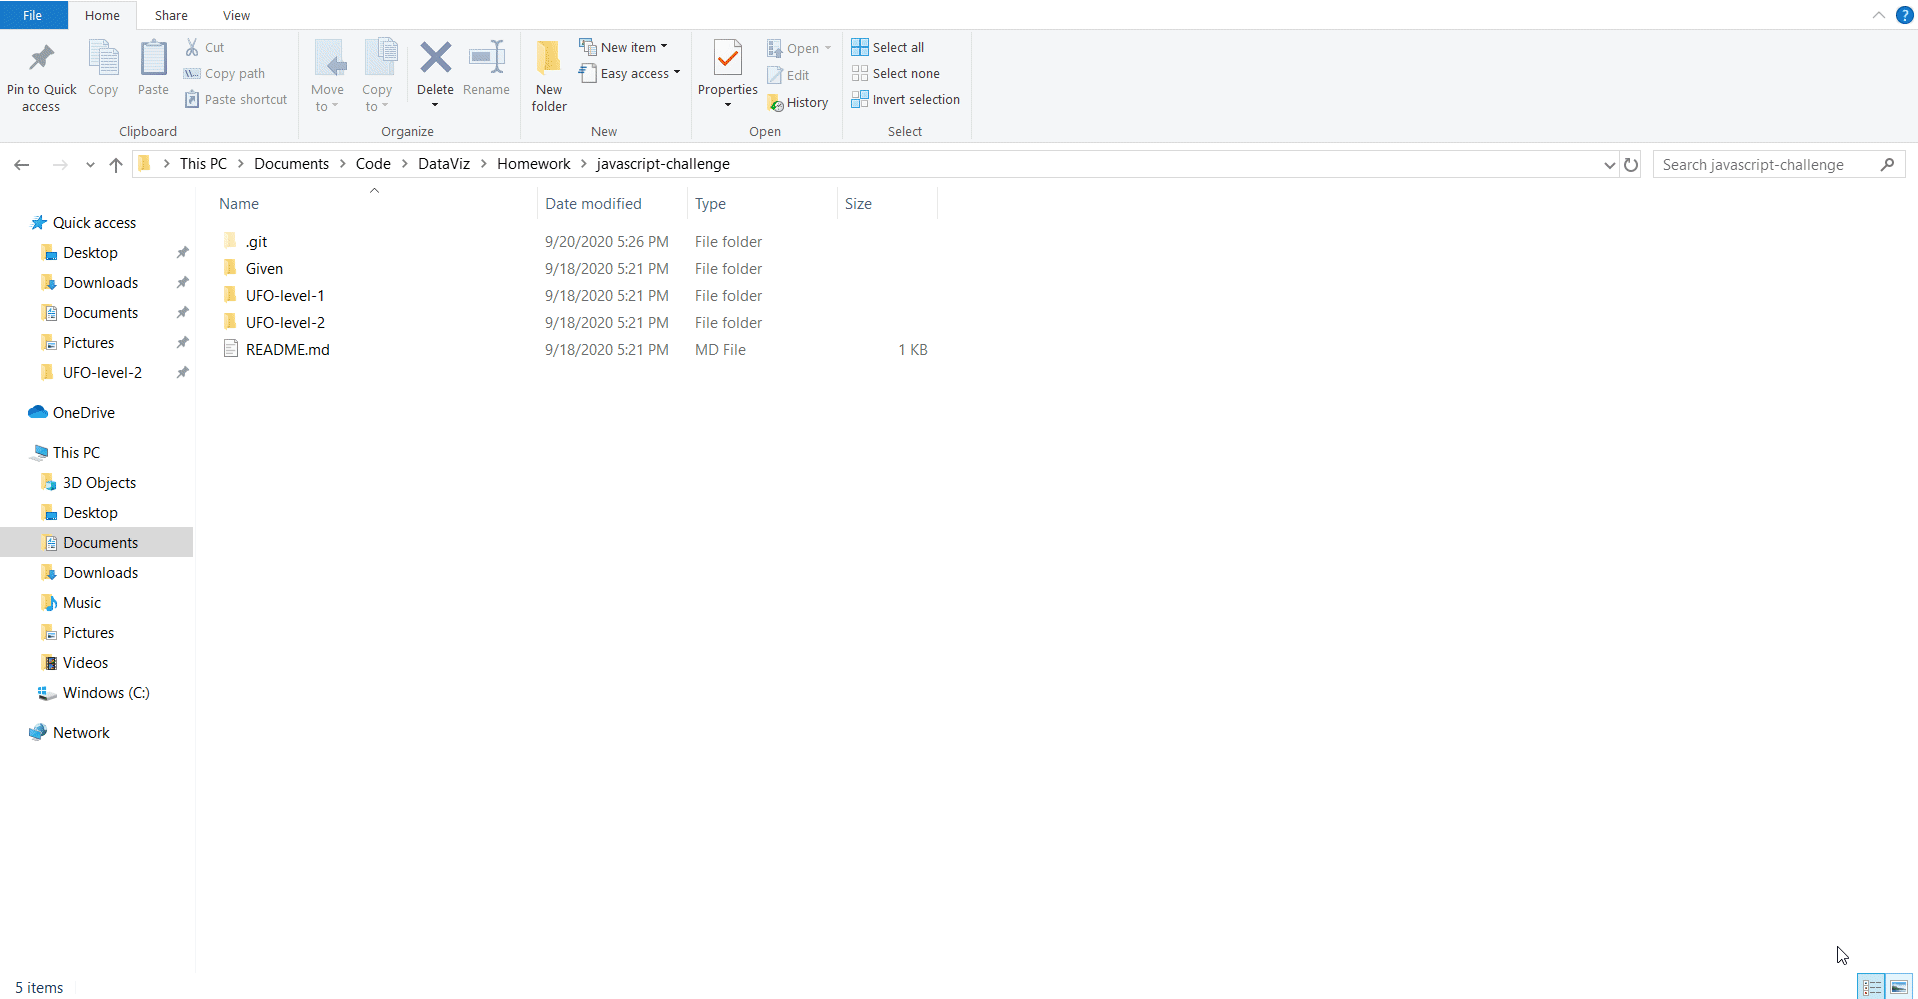 File Home Share View
Pin to Quick access
Copy
Paste
Cut
Copy path
Paste shortcut
Clipboard
Move to
Copy to
Delete
Rename
Organize
New folder
New item
Easy access
New
Properties
Open
Edit
History
Open
Select all
Select none
Invert selection
Select
This PC > Documents > Code > DataViz > Homework > javascript-challenge
Search javascript-challenge
Name Date modified Type Size
.git 9/20/2020 5:26 PM File folder
Given 9/18/2020 5:21 PM File folder
UFO-level-1 9/18/2020 5:21 PM File folder
UFO-level-2 9/18/2020 5:21 PM File folder
README.md 9/18/2020 5:21 PM MD File 1 KB
Quick access
Desktop
Downloads
Documents
Pictures
UFO-level-2
OneDrive
This PC
3D Objects
Desktop
Documents
Downloads
Music
Pictures
Videos
Windows (C:)
Network
5 items